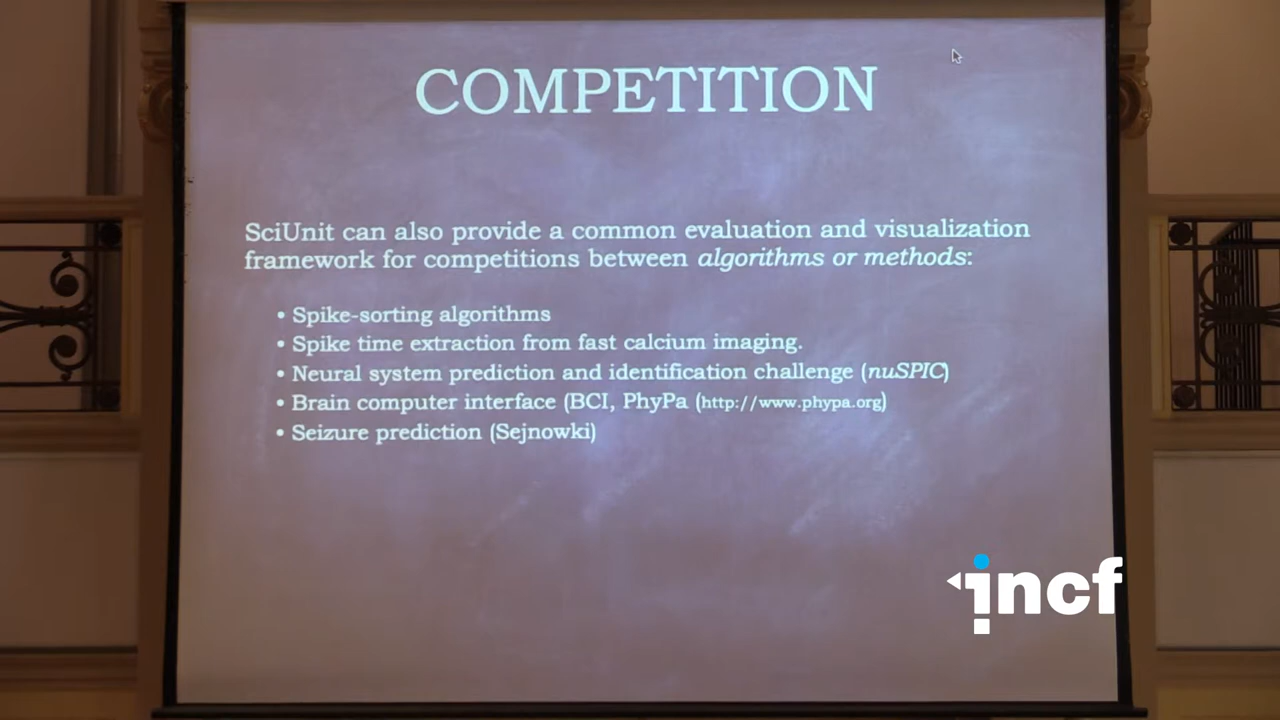 COMPETITION
SciUnit can also provide a common evaluation and visualization
framework for competitions between algorithms or methods:
• Spike-sorting algorithms
• Spike time extraction from fast calcium imaging.
• Neural system prediction and identification challenge (nuSPIC)
• Brain computer interface (BCI, PhyPa (http://www.phypa.org)
• Seizure prediction (Sejnowki)
incf